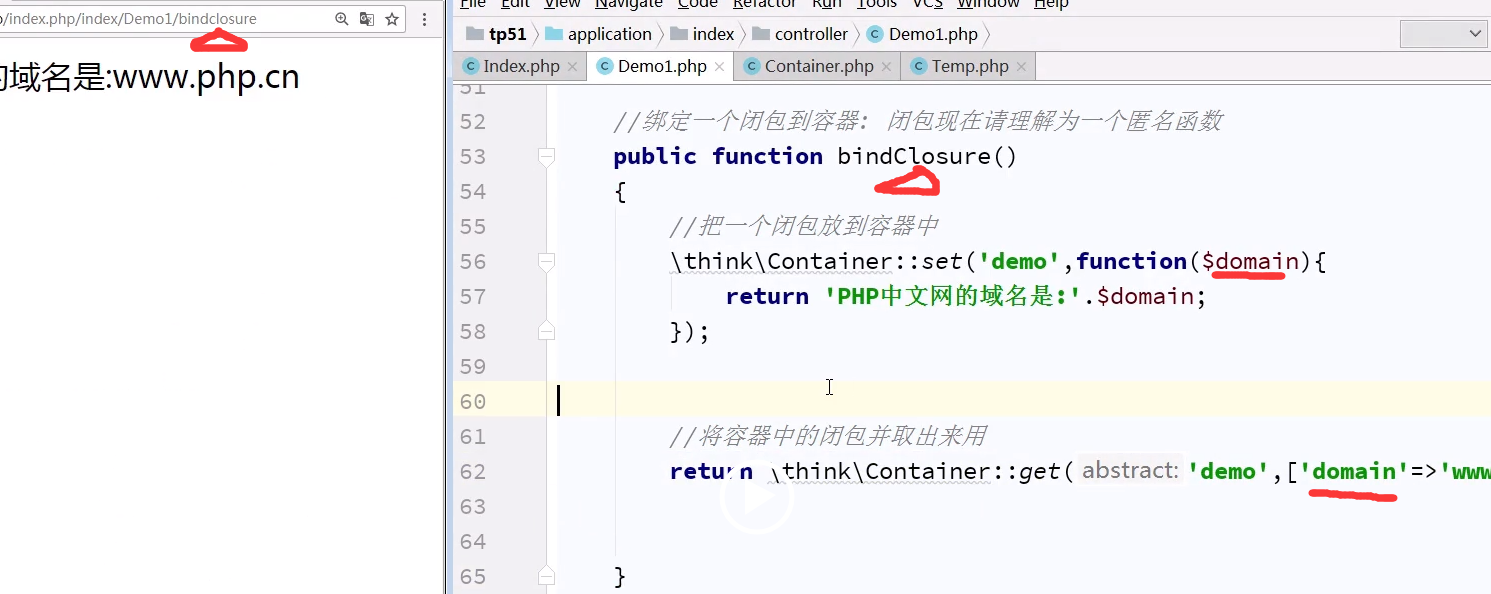 /index.php/index/Demo1/bindclosure
的域名是:www.php.cn
File Edit View Navigate Code Refactor Run Tools VCS Window Help
tp51 application index controller Demo1.php
Index.php × Demo1.php × Container.php × Temp.php ×
51
52 //绑定一个闭包到容器: 闭包现在请理解为一个匿名函数
53 public function bindClosure()
54 {
55 //把一个闭包放到容器中
56 \think\Container::set('demo',function($domain){
57 return 'PHP中文网的域名是:'.$domain;
58 });
59
60
61 //将容器中的闭包并取出来用
62 return \think\Container::get( abstract: 'demo',['domain'=>'www
63
64
65 }